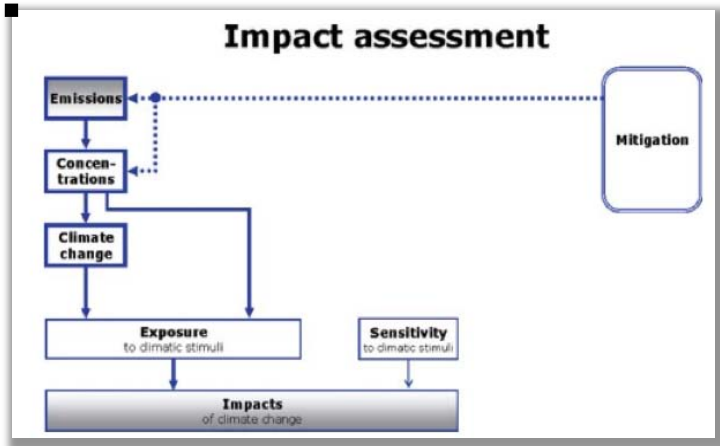 Impact assessment
Emissions
Mitigation
Concen-
trations
Climate
change
Exposure
to climatic stimuli
Sensitivity
to climatic stimuli
Impacts
of climate change